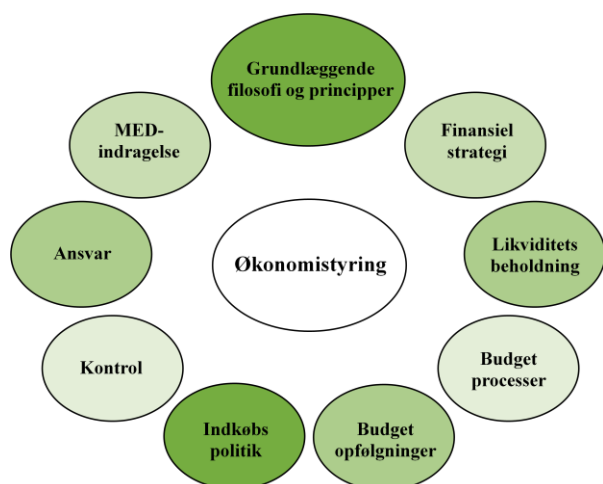 Grundlæggende
filosofi og principper
MED-
indragelse
Finansiel
strategi
Ansvar
Økonomistyring
Likviditets
beholdning
Kontrol
Budget
processer
Indkøbs
politik
Budget
opfølgninger